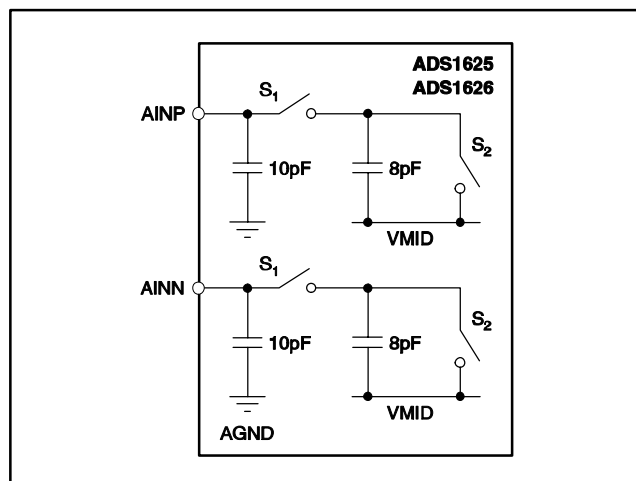 ADS1625
ADS1626
S1
AINP
S2
10pF
8pF
VMID
S1
AINN
S2
10pF
8pF
VMID
AGND